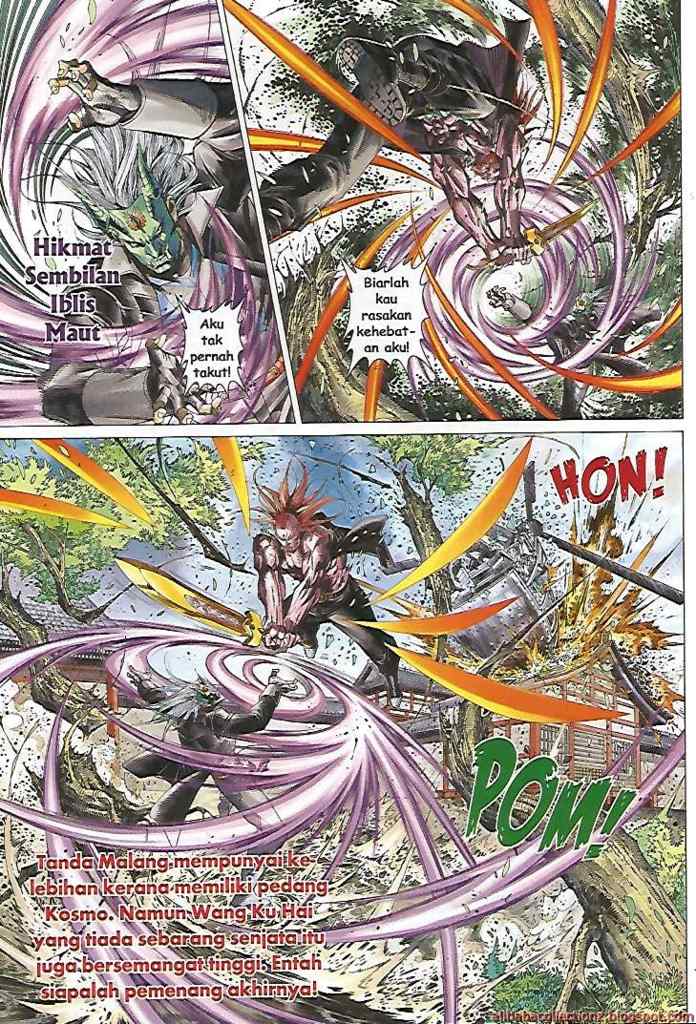 Hikmat
Sembilan
Iblis
Maut
Aku
tak
pernah
takut!
Biarlah
kau
rasakan
kehebat-
an aku!
HON!
POM!
Tanda Malang mempunyai ke-
lebihan kerana memiliki pedang
Kosmo. Namun Wang Ku Hai
yang tiada sebarang senjata itu
juga bersemangat tinggi. Entah
siapalah pemenang akhirnya!
alibabacollectionz.blogspot.com